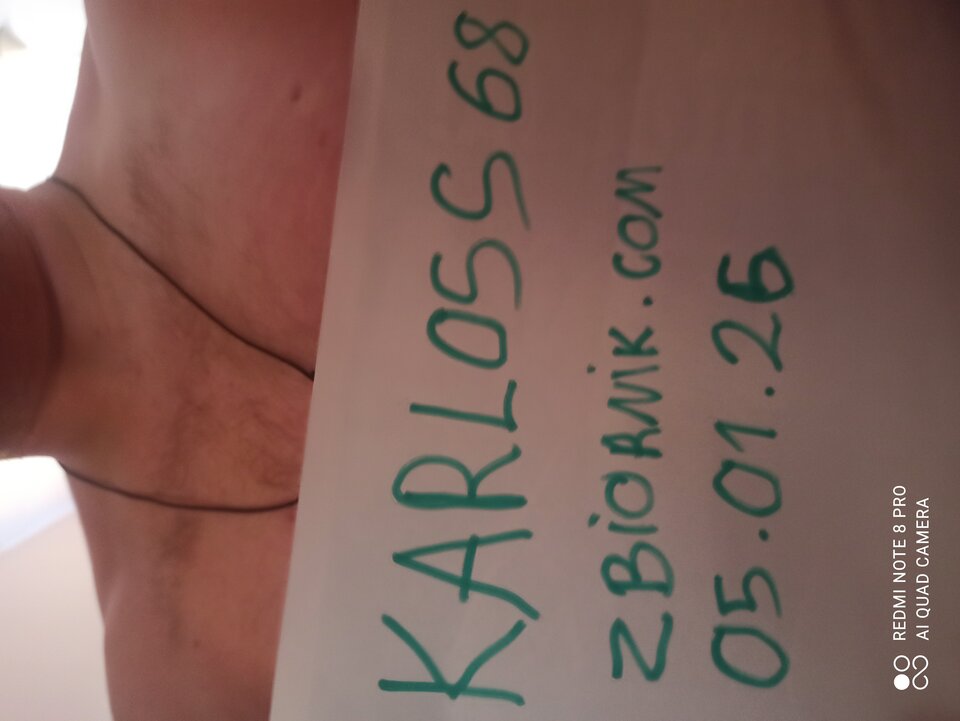 KARLOSS68
ZBiORNiK.COM
05.01.26
REDMI NOTE 8 PRO
AI QUAD CAMERA